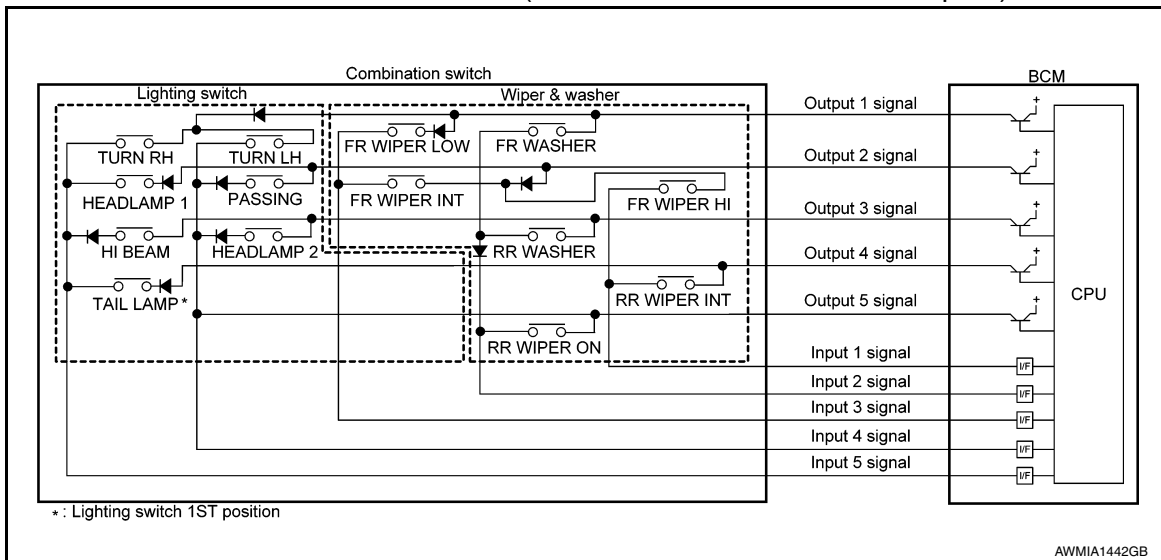 Combination switch
BCM
Lighting switch
Wiper & washer
Output 1 signal
+
TURN RH
TURN LH
FR WIPER LOW
FR WASHER
Output 2 signal
+
HEADLAMP 1
PASSING
FR WIPER INT
FR WIPER HI
Output 3 signal
+
HI BEAM
HEADLAMP 2
RR WASHER
Output 4 signal
+
TAIL LAMP*
RR WIPER INT
CPU
Output 5 signal
+
RR WIPER ON
Input 1 signal
I/F
Input 2 signal
I/F
Input 3 signal
I/F
Input 4 signal
I/F
Input 5 signal
I/F
* : Lighting switch 1ST position
AWMIA1442GB